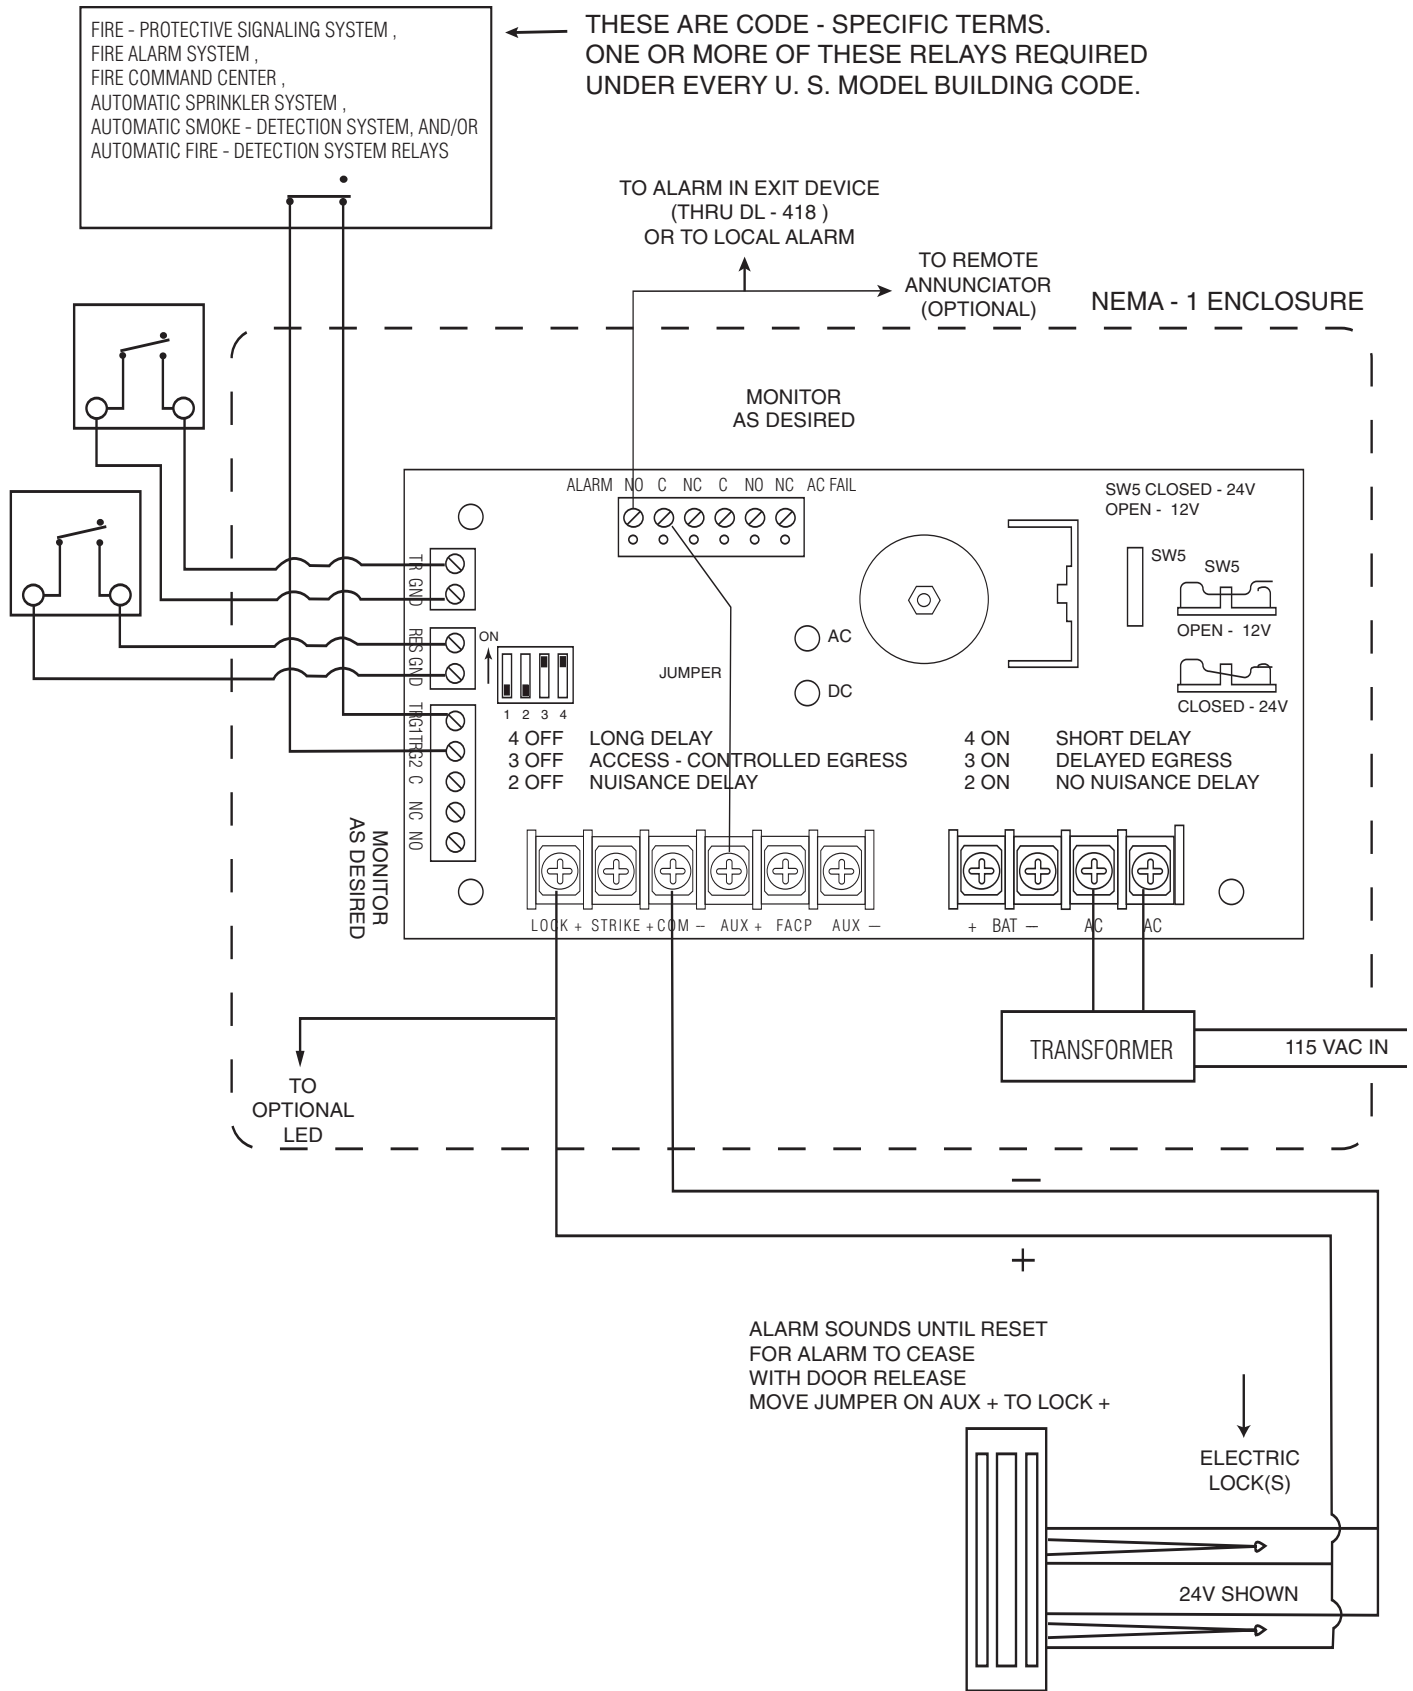 FIRE - PROTECTIVE SIGNALING SYSTEM ,
FIRE ALARM SYSTEM ,
FIRE COMMAND CENTER ,
AUTOMATIC SPRINKLER SYSTEM ,
AUTOMATIC SMOKE - DETECTION SYSTEM, AND/OR
AUTOMATIC FIRE - DETECTION SYSTEM RELAYS
THESE ARE CODE - SPECIFIC TERMS.
ONE OR MORE OF THESE RELAYS REQUIRED
UNDER EVERY U. S. MODEL BUILDING CODE.
TO ALARM IN EXIT DEVICE
(THRU DL - 418 )
OR TO LOCAL ALARM
TO REMOTE
ANNUNCIATOR
(OPTIONAL)
NEMA - 1 ENCLOSURE
MONITOR
AS DESIRED
ALARM NO C NC C NO NC AC FAIL
SW5 CLOSED - 24V
OPEN - 12V
SW5
SW5
OPEN - 12V
CLOSED - 24V
TR GND
RES GND
TRG1 TRG2 C NC NO
ON
1 2 3 4
JUMPER
AC
DC
4 OFF LONG DELAY
3 OFF ACCESS - CONTROLLED EGRESS
2 OFF NUISANCE DELAY
4 ON SHORT DELAY
3 ON DELAYED EGRESS
2 ON NO NUISANCE DELAY
MONITOR
AS DESIRED
LOCK + STRIKE + COM – AUX + FACP AUX –
+ BAT – AC AC
TRANSFORMER
115 VAC IN
TO
OPTIONAL
LED
–
+
ALARM SOUNDS UNTIL RESET
FOR ALARM TO CEASE
WITH DOOR RELEASE
MOVE JUMPER ON AUX + TO LOCK +
ELECTRIC
LOCK(S)
24V SHOWN